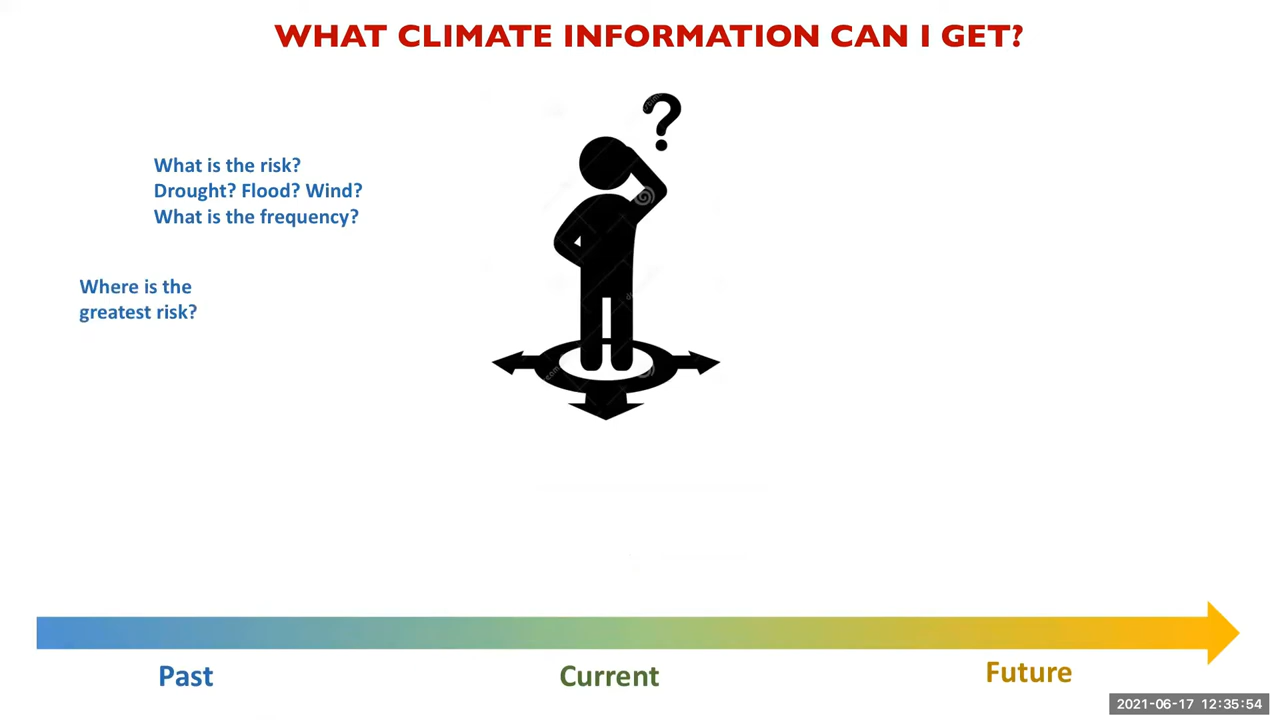 WHAT CLIMATE INFORMATION CAN I GET?
?
What is the risk?
Drought? Flood? Wind?
What is the frequency?
Where is the
greatest risk?
Past
Current
Future
2021-06-17 12:35:54